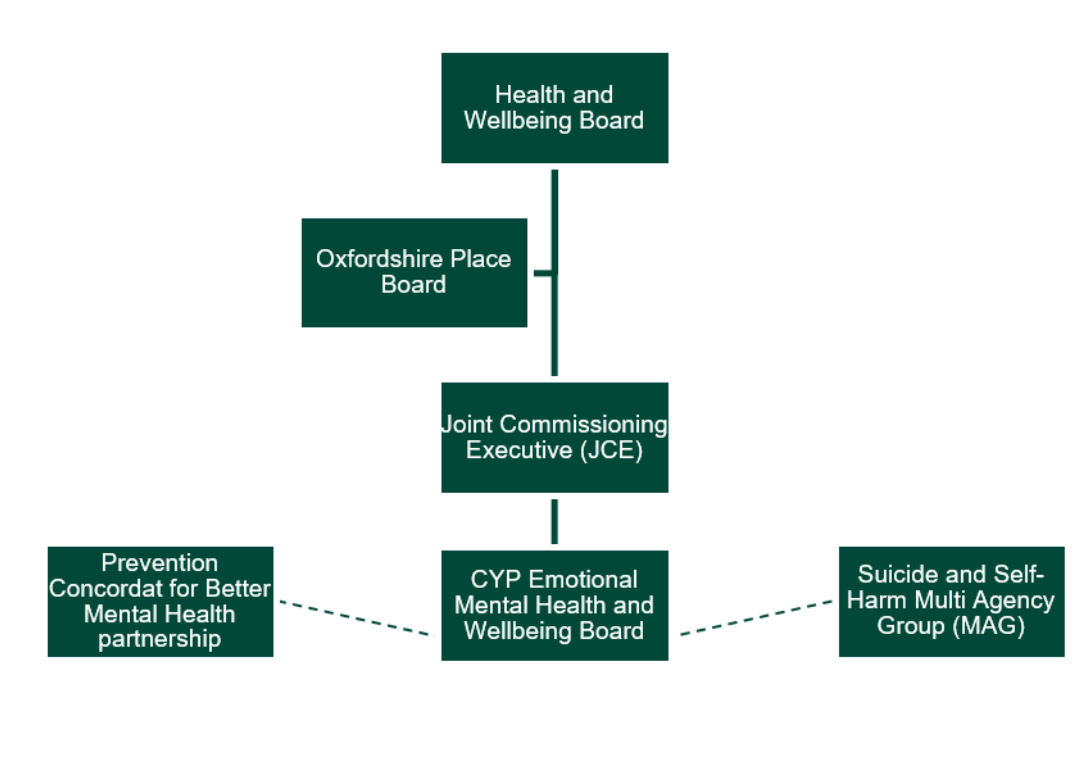 Health and
Wellbeing Board
Oxfordshire Place
Board
Joint Commissioning
Executive (JCE)
Prevention
Concordat for Better
Mental Health
partnership
CYP Emotional
Mental Health and
Wellbeing Board
Suicide and Self-
Harm Multi Agency
Group (MAG)